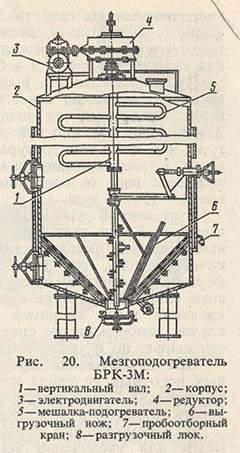 4
3
2
5
1
6
7
8
Рис. 20. Мезгоподогреватель
БРК-3М:
1—вертикальный вал; 2—корпус;
3—электродвигатель; 4—редуктор;
5—мешалка-подогреватель; 6—вы-
грузочный нож; 7—пробоотборный
кран; 8—разгрузочный люк.